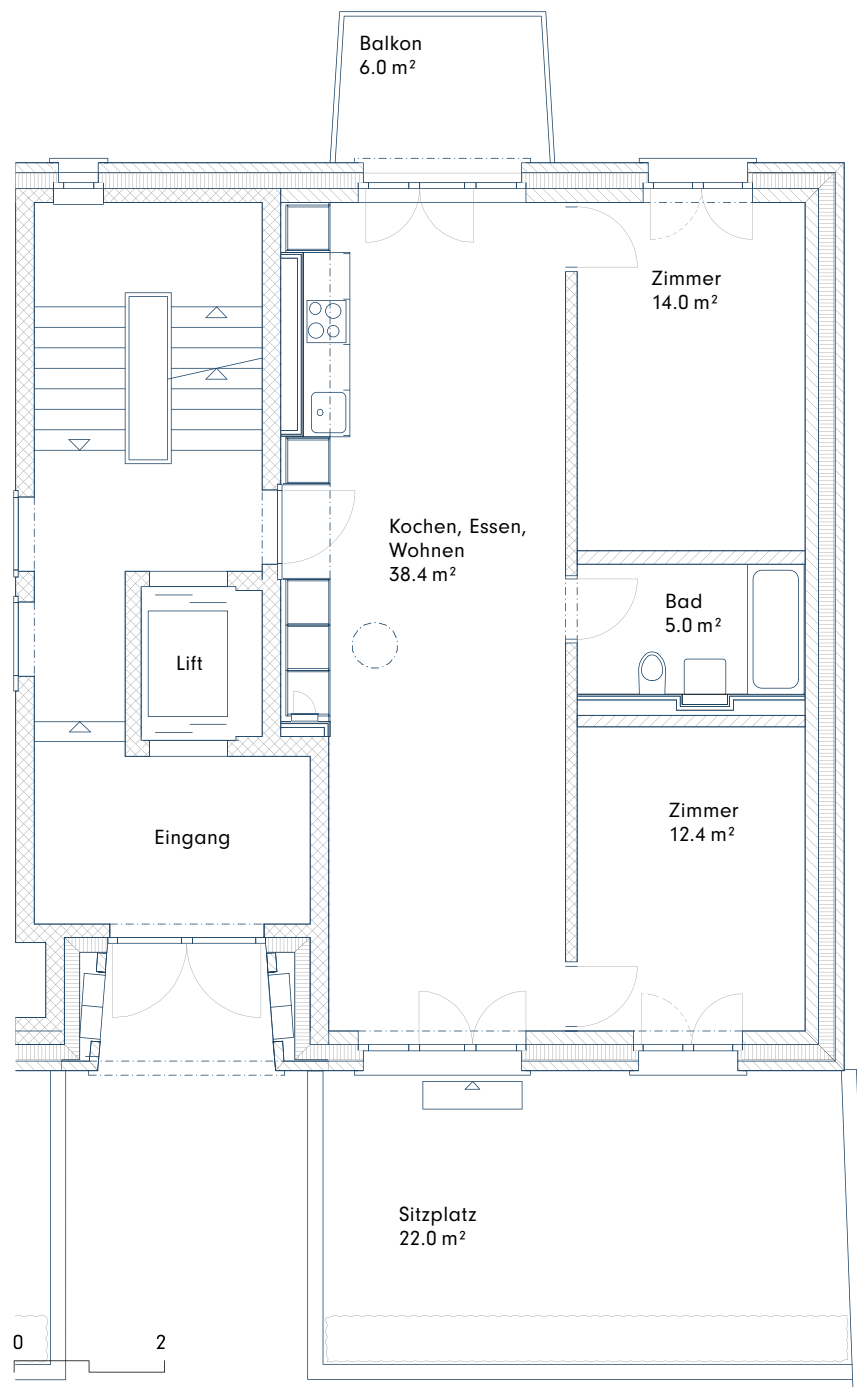 Balkon
6.0 m²
Zimmer
14.0 m²
Kochen, Essen,
Wohnen
38.4 m²
Bad
5.0 m²
Lift
Zimmer
12.4 m²
Eingang
Sitzplatz
22.0 m²
0 2